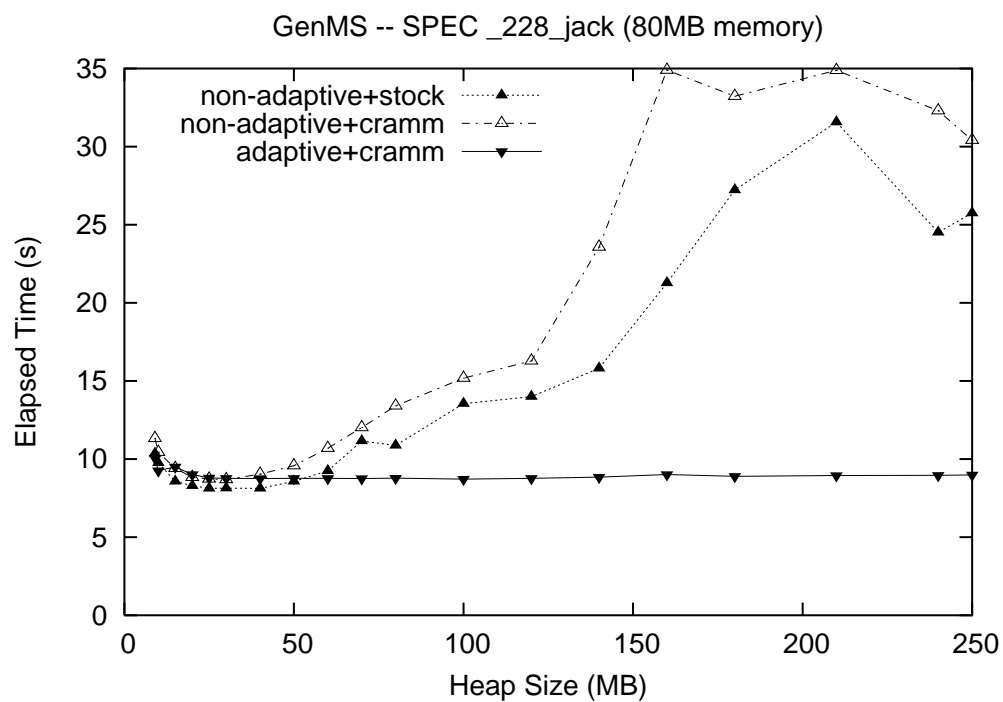 GenMS -- SPEC _228_jack (80MB memory)
35
30
25
20
15
10
5
0
non-adaptive+stock
non-adaptive+cramm
adaptive+cramm
Elapsed Time (s)
0 50 100 150 200 250
Heap Size (MB)